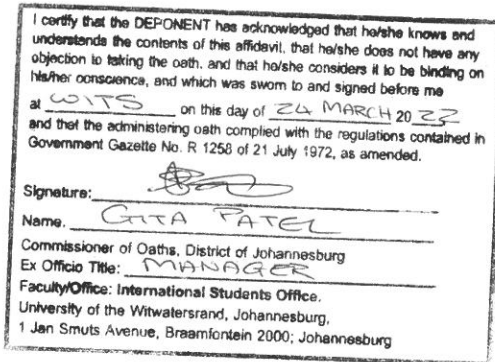 I certify that the DEPONENT has acknowledged that he/she knows and
understands the contents of this affidavit, that he/she does not have any
objection to taking the oath, and that he/she considers it to be binding on
his/her conscience, and which was sworn to and signed before me
at WITS on this day of 24 MARCH 2023
and that the administering oath complied with the regulations contained in
Government Gazette No. R 1258 of 21 July 1972, as amended.
Signature:
Name. GITA PATEL
Commissioner of Oaths, District of Johannesburg
Ex Officio Title: MANAGER
Faculty/Office: International Students Office.
University of the Witwatersrand, Johannesburg,
1 Jan Smuts Avenue, Braamfontein 2000; Johannesburg